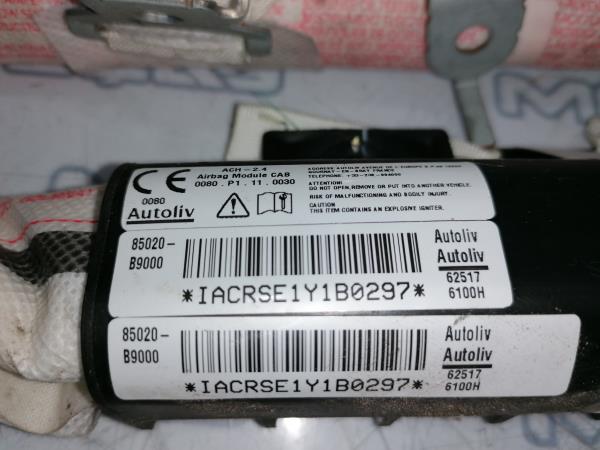 ACH - 2.4
Airbag Module CAB
0080 . P1 . 11 . 0030
0080
Autoliv
ATTENTION:
DO NOT OPEN, REMOVE OR PUT INTO ANOTHER VEHICLE.
RISK OF MALFUNCTIONING AND BODILY INJURY.
CAUTION
THIS ITEM CONTAINS AN EXPLOSIVE IGNITER.
85020-
B9000
*IACRSE1Y1B0297*
Autoliv
Autoliv
62517
6100H
85020-
B9000
*IACRSE1Y1B0297*
Autoliv
Autoliv
62517
6100H